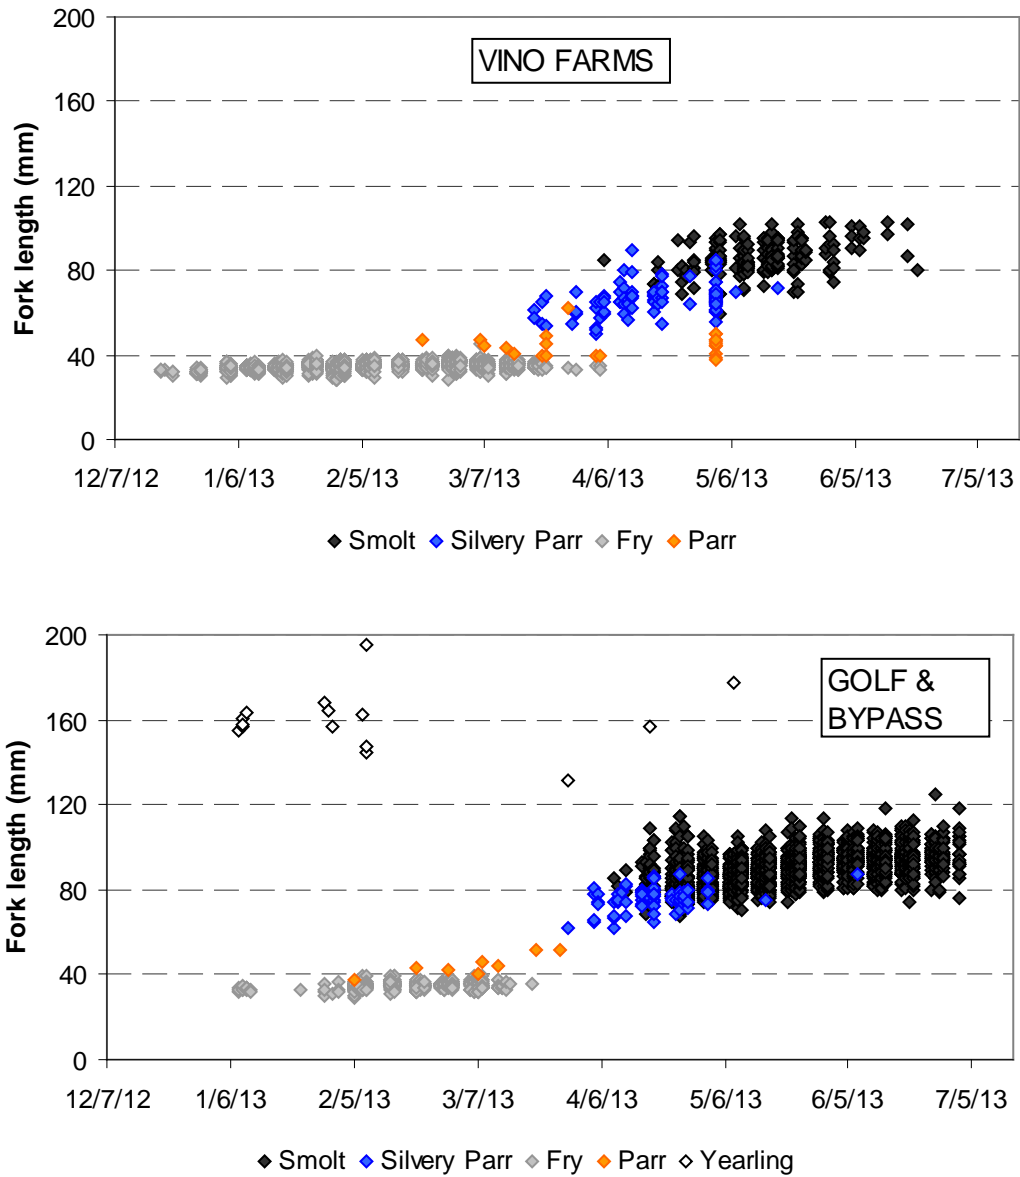 200
VINO FARMS
160
120
80
40
0
Fork length (mm)
12/7/12 1/6/13 2/5/13 3/7/13 4/6/13 5/6/13 6/5/13 7/5/13
Smolt Silvery Parr Fry Parr
200
GOLF &
BYPASS
160
120
80
40
0
Fork length (mm)
12/7/12 1/6/13 2/5/13 3/7/13 4/6/13 5/6/13 6/5/13 7/5/13
Smolt Silvery Parr Fry Parr Yearling